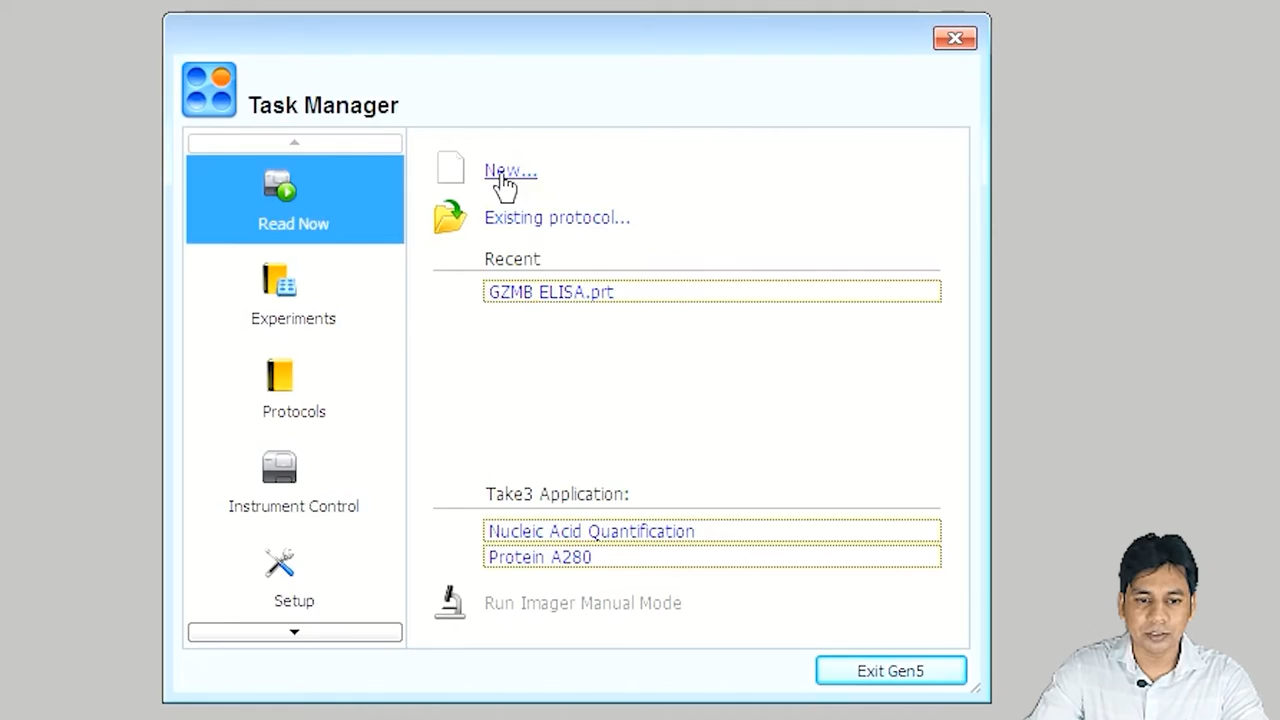 Task Manager
Read Now
Experiments
Protocols
Instrument Control
Setup
New...
Existing protocol...
Recent
GZMB ELISA.prt
Take3 Application:
Nucleic Acid Quantification
Protein A280
Run Imager Manual Mode
Exit Gen5